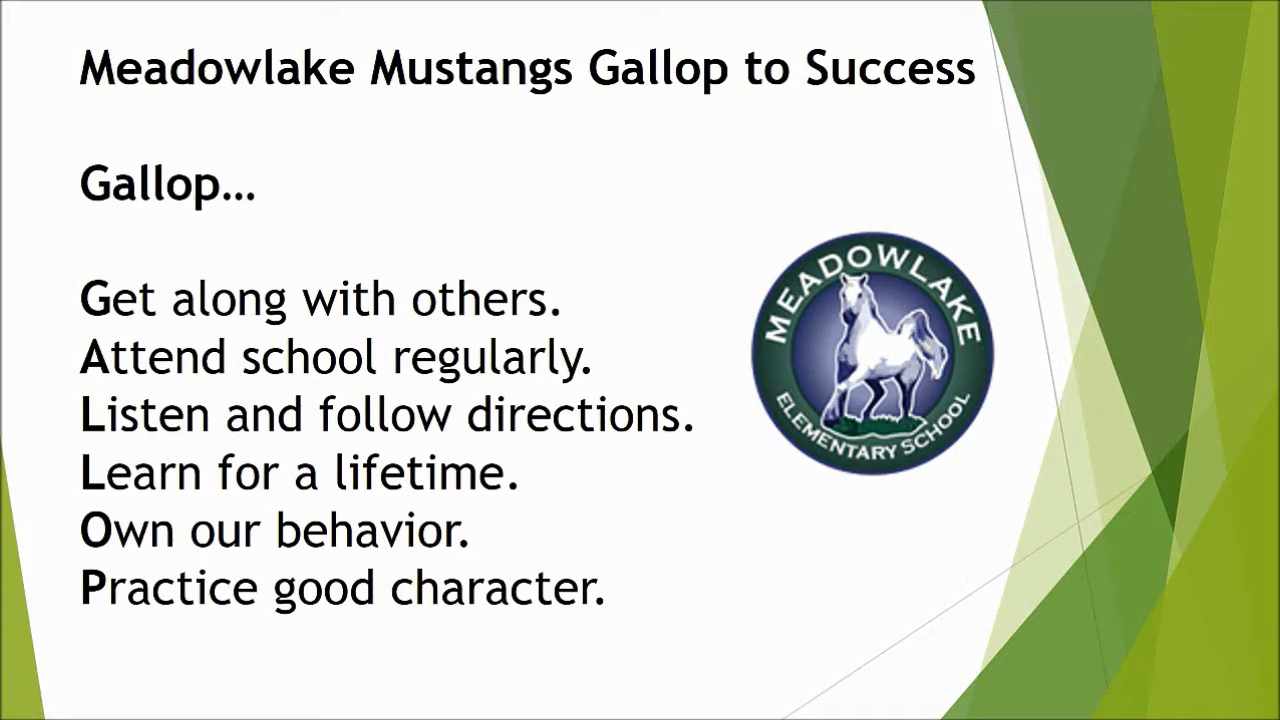 Meadowlake Mustangs Gallop to Success
Gallop...
Get along with others.
Attend school regularly.
Listen and follow directions.
Learn for a lifetime.
Own our behavior.
Practice good character.
MEADOWLAKE
ELEMENTARY SCHOOL